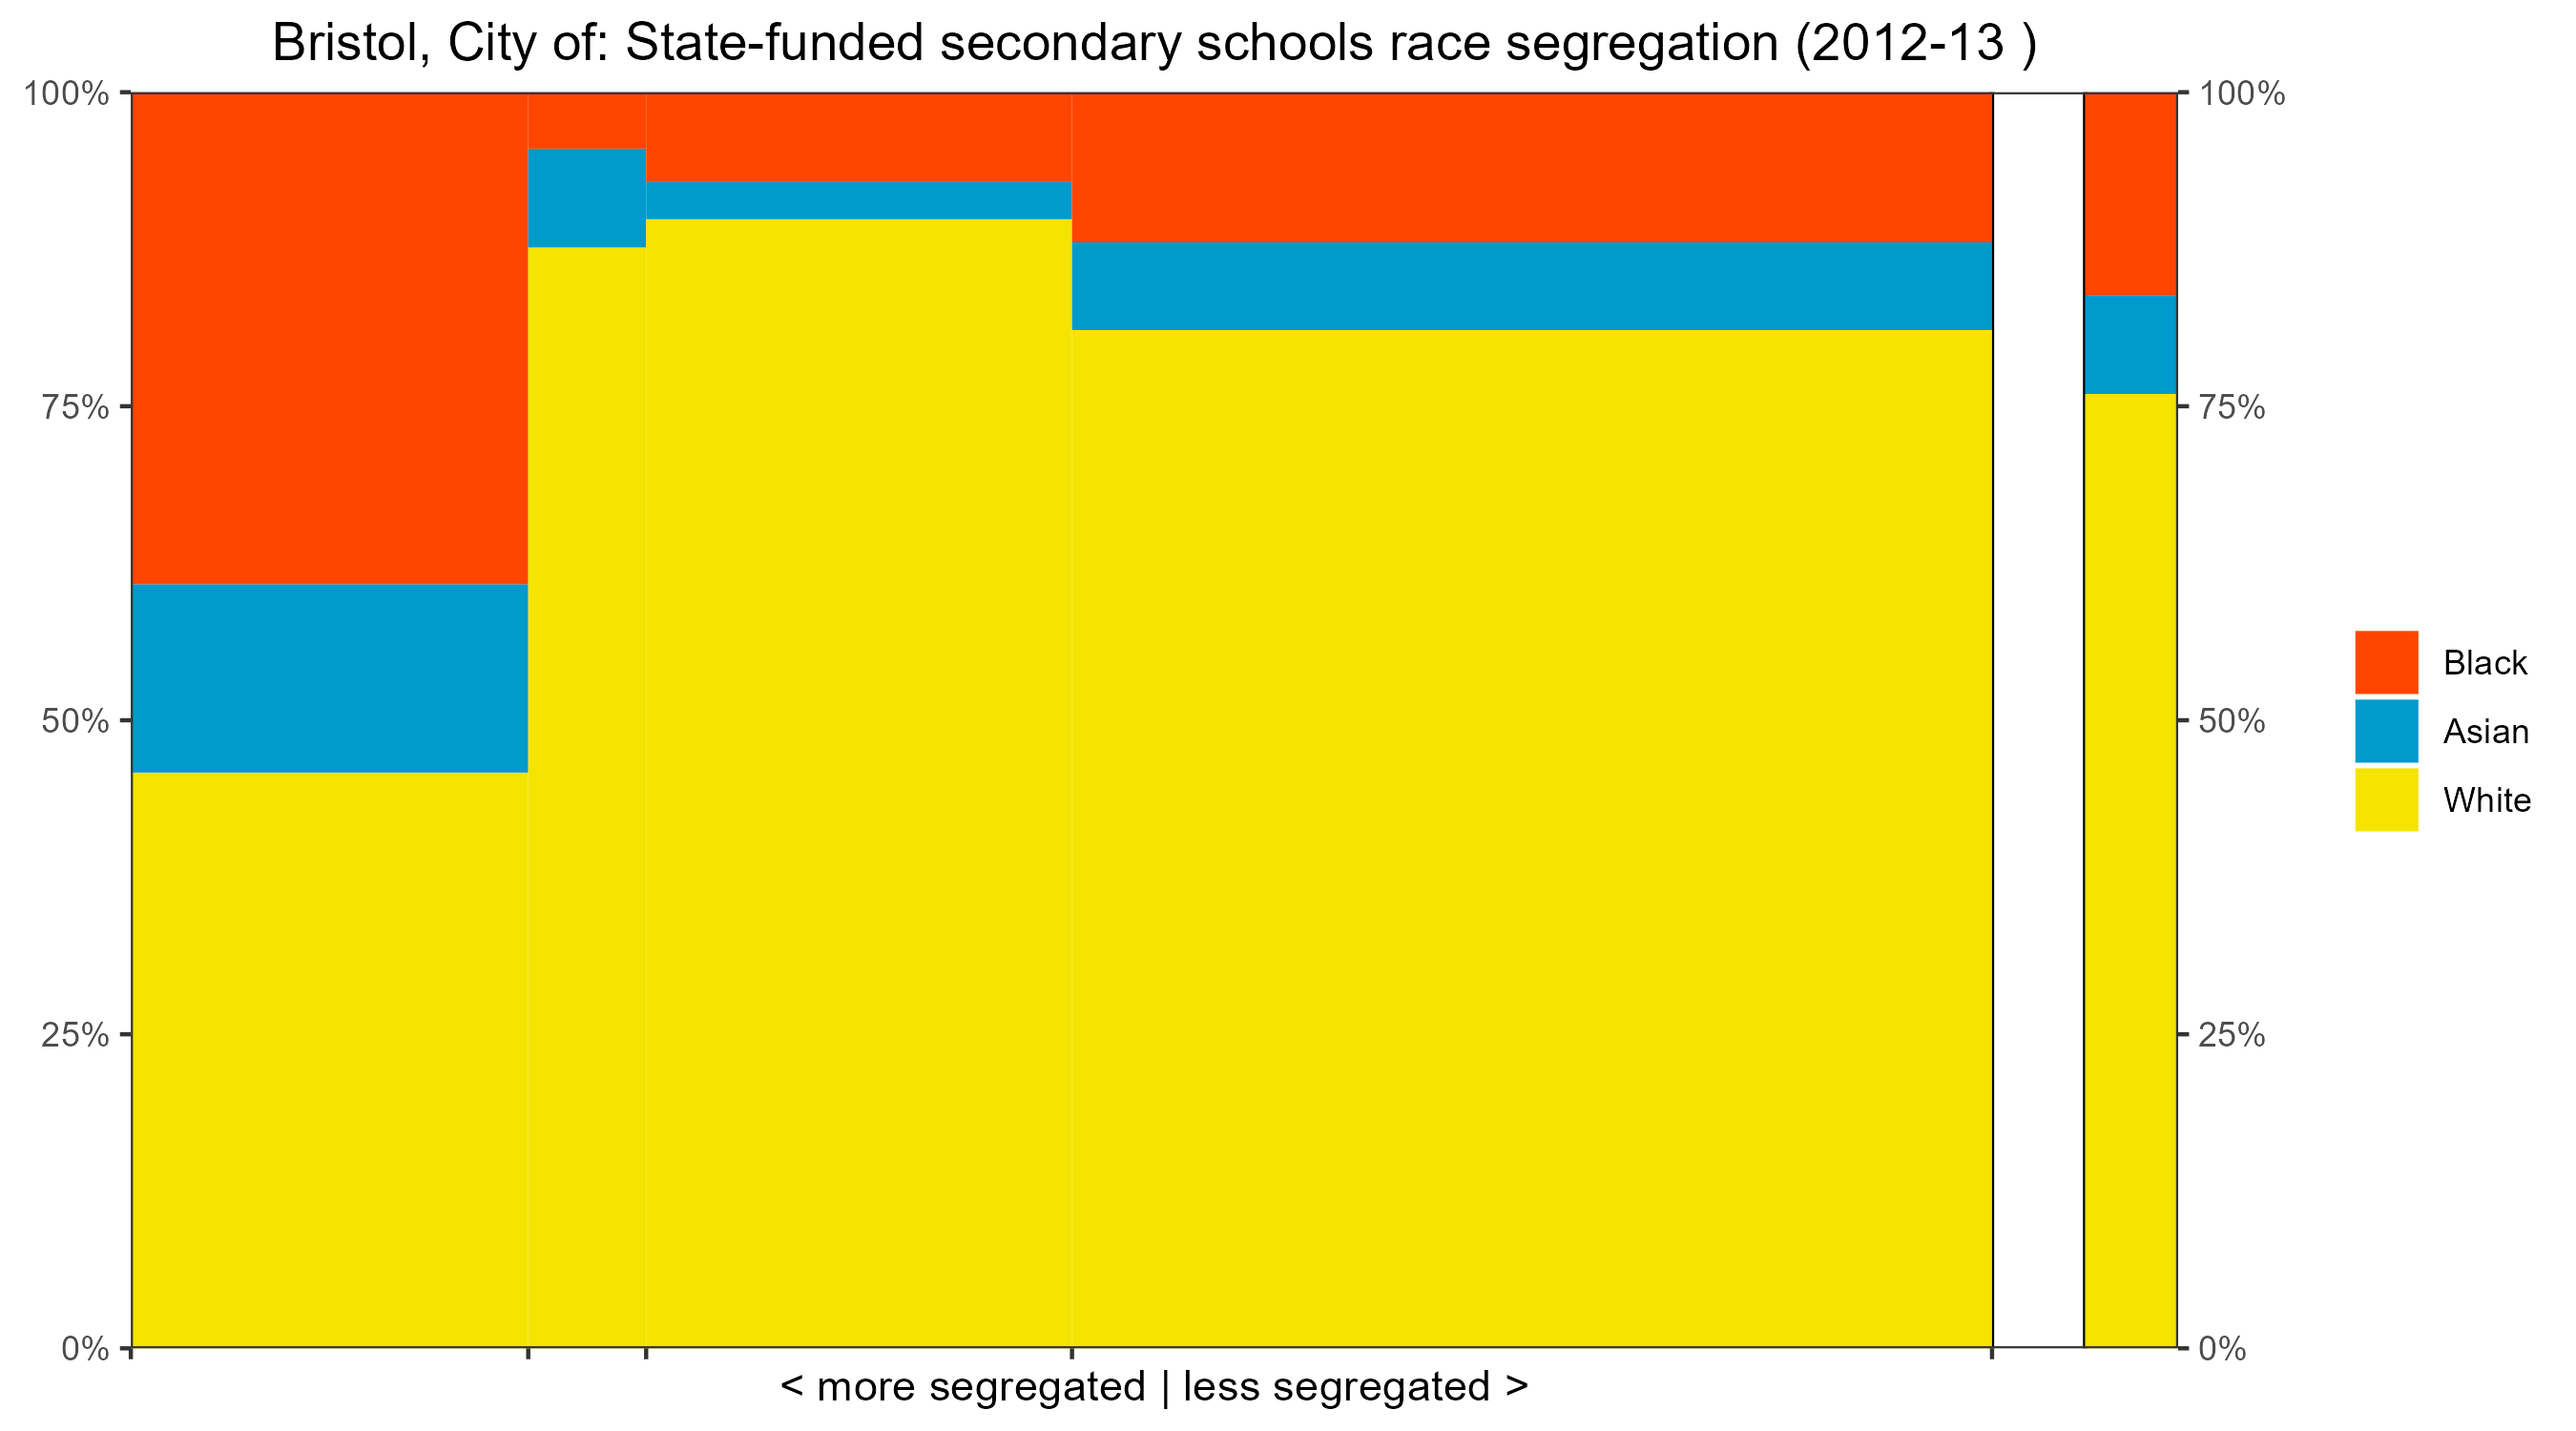 Bristol, City of: State-funded secondary schools race segregation (2012-13 )
100%
75%
50%
25%
0%
100%
75%
50%
25%
0%
Black
Asian
White
< more segregated | less segregated >